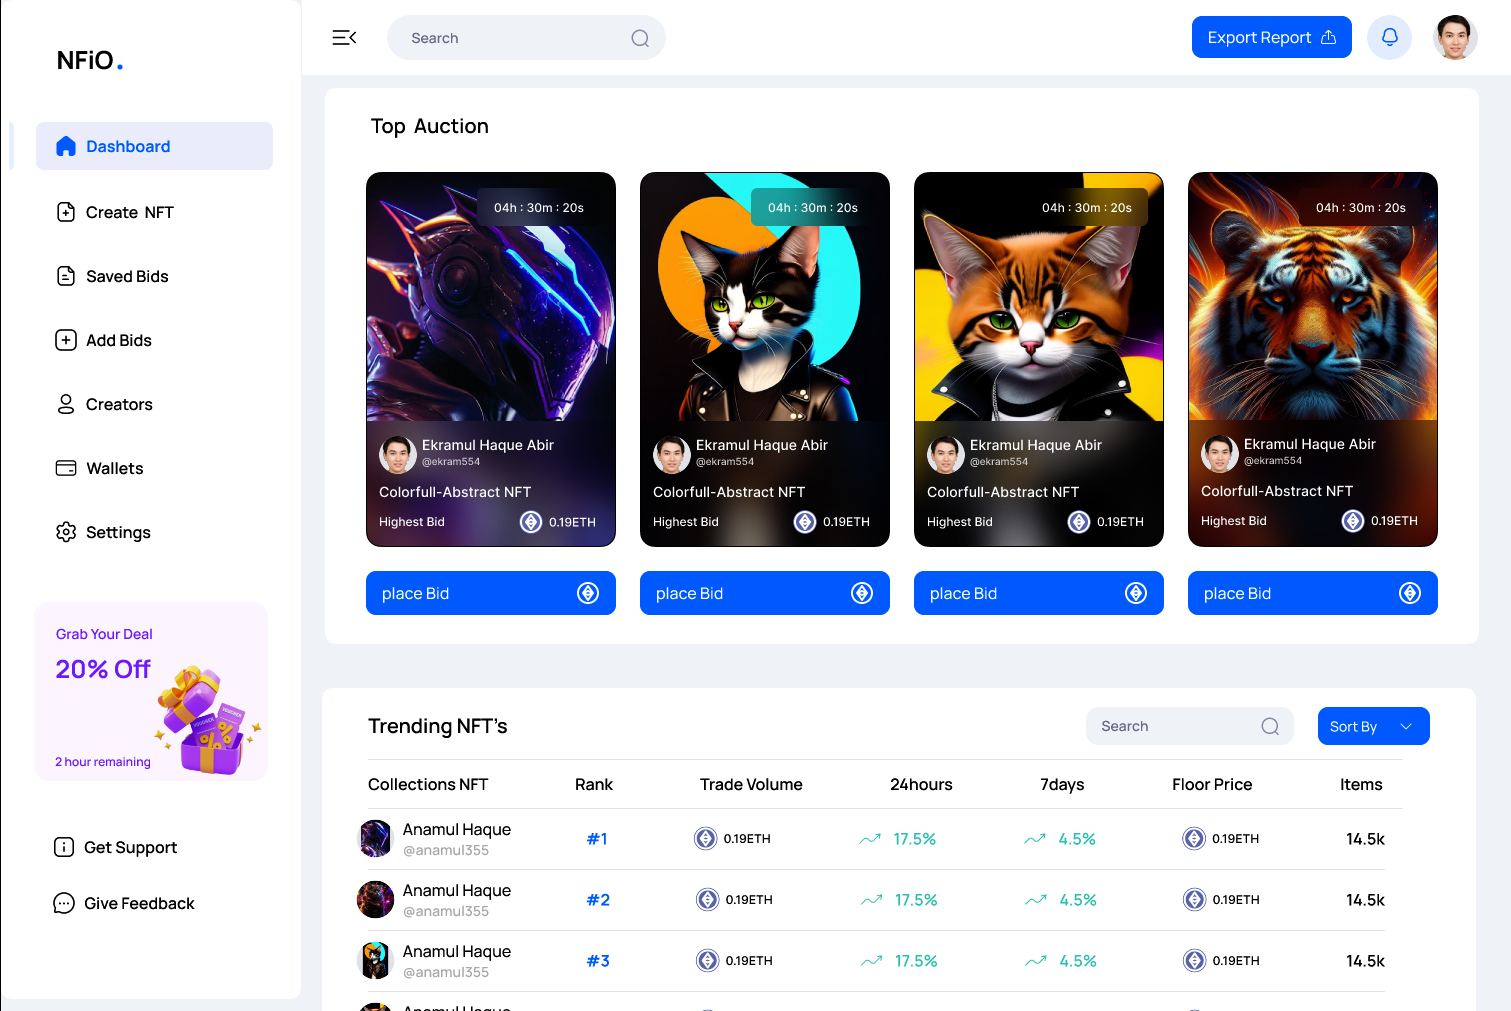 NFiO.
Search
Export Report
Dashboard
Create NFT
Saved Bids
Add Bids
Creators
Wallets
Settings
Grab Your Deal
20% Off
VOUCHER
VOUCHER
2 hour remaining
Get Support
Give Feedback
Top Auction
04h : 30m : 20s
04h : 30m : 20s
04h : 30m : 20s
04h : 30m : 20s
Ekramul Haque Abir
@ekram554
Colorfull-Abstract NFT
Highest Bid 0.19ETH
Ekramul Haque Abir
@ekram554
Colorfull-Abstract NFT
Highest Bid 0.19ETH
Ekramul Haque Abir
@ekram554
Colorfull-Abstract NFT
Highest Bid 0.19ETH
Ekramul Haque Abir
@ekram554
Colorfull-Abstract NFT
Highest Bid 0.19ETH
place Bid
place Bid
place Bid
place Bid
Trending NFT's
Search
Sort By
Collections NFT Rank Trade Volume 24hours 7days Floor Price Items
Anamul Haque
@anamul355
#1 0.19ETH 17.5% 4.5% 0.19ETH 14.5k
Anamul Haque
@anamul355
#2 0.19ETH 17.5% 4.5% 0.19ETH 14.5k
Anamul Haque
@anamul355
#3 0.19ETH 17.5% 4.5% 0.19ETH 14.5k